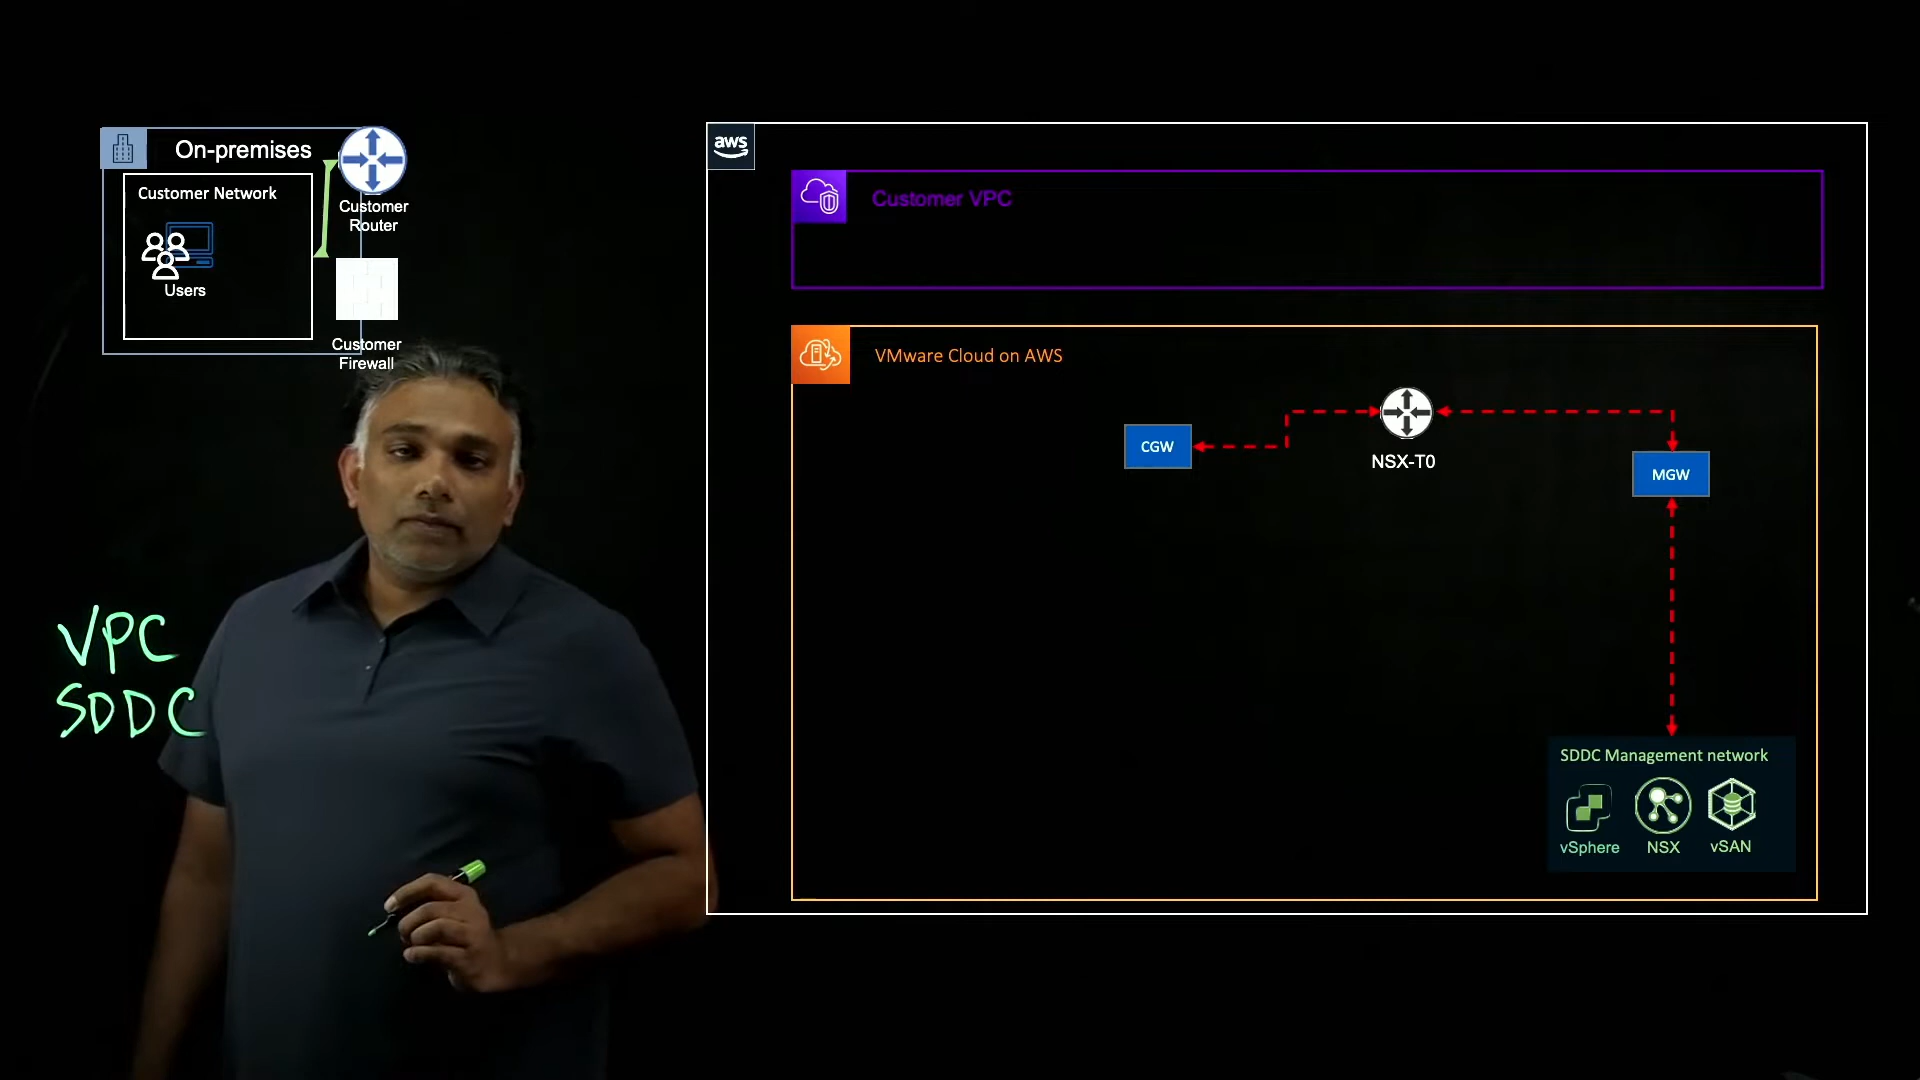 On-premises
Customer Network
Users
Customer
Router
Customer
Firewall
VPC
SDDC
aws
Customer VPC
VMware Cloud on AWS
CGW
NSX-T0
MGW
SDDC Management network
vSphere
NSX
vSAN